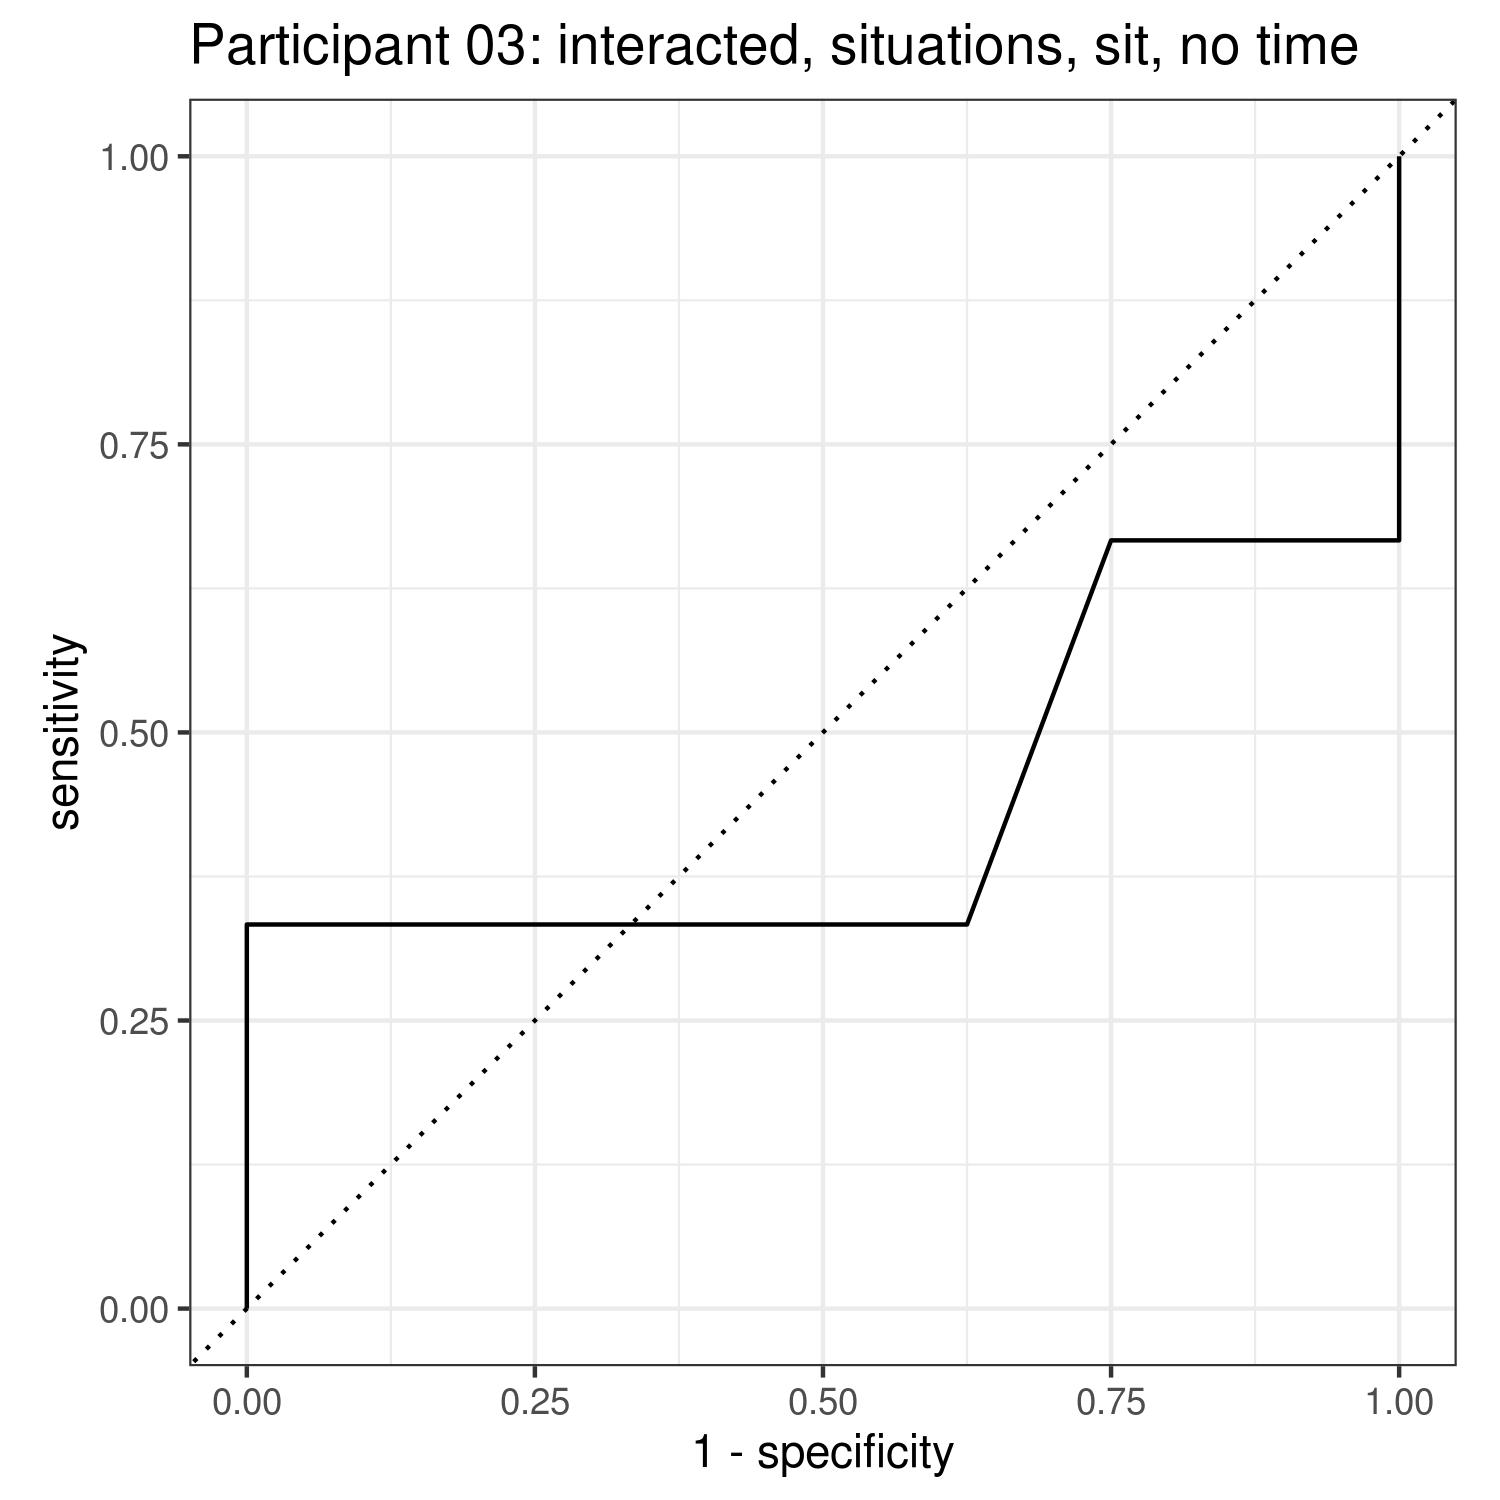 Participant 03: interacted, situations, sit, no time
1.00
0.75
0.50
0.25
0.00
sensitivity
0.00 0.25 0.50 0.75 1.00
1 - specificity